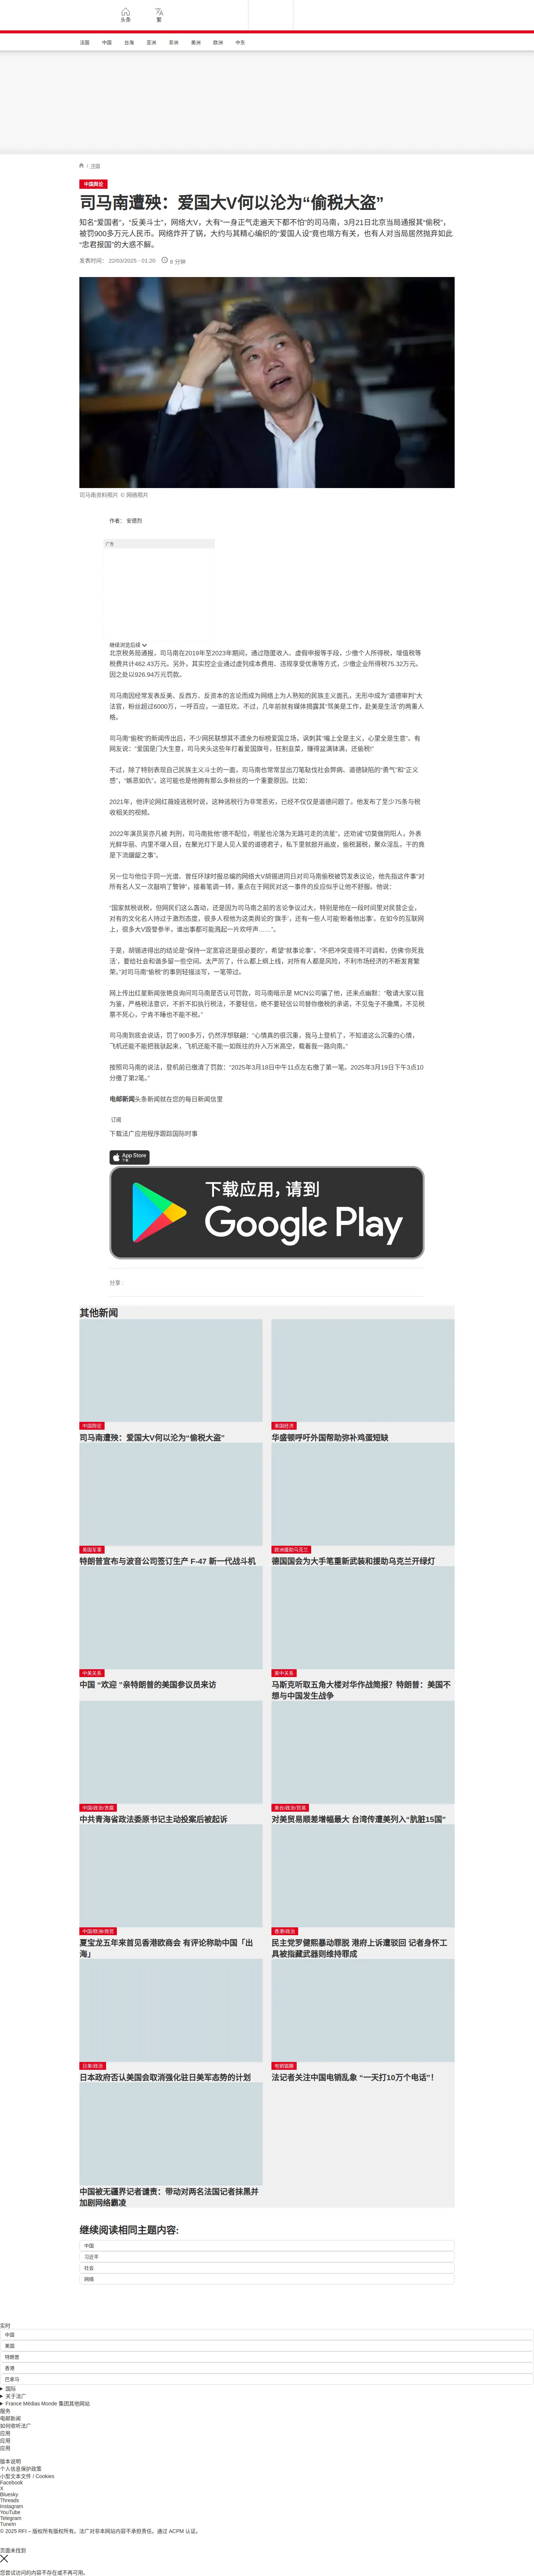 头条
繁
法国
中国
台海
亚洲
非洲
美洲
欧洲
中东
/ 中国
中国舆论
司马南遭殃：爱国大V何以沦为“偷税大盗”
知名“爱国者”，“反美斗士”，网络大V，大有“一身正气走遍天下都不怕”的司马南，3月21日北京当局通报其“偷税”，
被罚900多万元人民币。网络炸开了锅，大约与其精心编织的“爱国人设”竟也塌方有关，也有人对当局居然抛弃如此
“忠君报国”的大惑不解。
发表时间： 22/03/2025 - 01:20
8 分钟
司马南资料照片 © 网络照片
作者： 安德烈
广告
继续浏览后续
北京税务局通报，司马南在2019年至2023年期间，通过隐匿收入、虚假申报等手段，少缴个人所得税，增值税等
税费共计462.43万元。另外，其实控企业通过虚列成本费用、违规享受优惠等方式，少缴企业所得税75.32万元。
因之处以926.94万元罚款。
司马南因经常发表反美、反西方、反资本的言论而成为网络上为人熟知的民族主义面孔，无形中成为“道德审判”大
法官，粉丝超过6000万，一呼百应，一道狂欢。不过，几年前就有媒体揭露其“骂美是工作，赴美是生活”的两重人
格。
司马南“偷税”的新闻传出后，不少网民联想其不遗余力标榜爱国立场，讽刺其“嘴上全是主义，心里全是生意”。有
网友说：“爱国是门大生意，司马夹头这些年打着爱国旗号，狂割韭菜，赚得盆满钵满，还偷税!”
不过，除了特别表现自己民族主义斗士的一面，司马南也常常显出刀笔鞑伐社会弊病、道德缺陷的“勇气”和“正义
感”，“嫉恶如仇”，这可能也是他拥有那么多粉丝的一个重要原因。比如：
2021年，他评论网红薇娅逃税时说，这种逃税行为非常恶劣，已经不仅仅是道德问题了。他发布了至少75条与税
收相关的视频。
2022年演员吴亦凡被 判刑，司马南批他“德不配位，明星也沦落为无路可走的流星”，还劝诫“切莫做阴阳人，外表
光鲜华丽、内里不堪入目，在聚光灯下是人见人爱的道德君子，私下里就掀开画皮，偷税漏税，聚众淫乱，干的竟
是下流龌龊之事”。
另一位与他位于同一光谱、曾任环球时报总编的网络大V胡锡进同日对司马南偷税被罚发表议论，他先指这件事“对
所有名人又一次敲响了警钟”，接着笔调一转，重点在于网民对这一事件的反应似乎让他不舒服。他说：
“国家就税说税，但网民们这么轰动，还是因为司马南之前的言论争议过大，特别是他在一段时间里对民营企业，
对有的文化名人持过于激烈态度，很多人视他为这类舆论的‘旗手’，还有一些人可能‘盼着他出事’。在如今的互联网
上，很多大V毁誉参半，谁出事都可能溅起一片欢呼声……”。
于是，胡锡进得出的结论是“保持一定宽容还是很必要的”，希望“就事论事”，“不把冲突变得不可调和，仿佛‘你死我
活’，要给社会和谐多留一些空间。太严厉了，什么都上纲上线，对所有人都是风险，不利市场经济的不断发育繁
荣。”对司马南“偷税”的事则轻描淡写，一笔带过。
网上传出红星新闻张艳良询问司马南是否认可罚款，司马南暗示是 MCN公司骗了他，还来点幽默：“敬请大家以我
为鉴，严格税法意识，不折不扣执行税法，不要轻信，绝不要轻信公司替你缴税的承诺，不见兔子不撒鹰，不见税
票不死心，宁肯不睡也不能不税。”
司马南到底会说话，罚了900多万，仍然浮想联翩：“心情真的很沉重，我马上登机了，不知道这么沉重的心情，
飞机还能不能把我驮起来，飞机还能不能一如既往的升入万米高空，载着我一路向南。”
按照司马南的说法，登机前已缴清了罚款：“2025年3月18日中午11点左右缴了第一笔。2025年3月19日下午3点10
分缴了第2笔。”
电邮新闻头条新闻就在您的每日新闻信里
订阅
下载法广应用程序跟踪国际时事
App Store
下载应用，请到
Google Play
分享 :
其他新闻
中国舆论
司马南遭殃：爱国大V何以沦为“偷税大盗”
美国经济
华盛顿呼吁外国帮助弥补鸡蛋短缺
美国军事
特朗普宣布与波音公司签订生产 F-47 新一代战斗机
欧洲援助乌克兰
德国国会为大手笔重新武装和援助乌克兰开绿灯
中美关系
中国 “欢迎 ”亲特朗普的美国参议员来访
美中关系
马斯克听取五角大楼对华作战简报？特朗普：美国不
想与中国发生战争
中国/政治/贪腐
中共青海省政法委原书记主动投案后被起诉
美台/政治/贸易
对美贸易顺差增幅最大 台湾传遭美列入“肮脏15国”
中国/欧洲/商贸
夏宝龙五年来首见香港欧商会 有评论称助中国「出
海」
香港/政治
民主党罗健熙暴动罪脱 港府上诉遭驳回 记者身怀工
具被指藏武器则维持罪成
日美/政治
日本政府否认美国会取消强化驻日美军态势的计划
电销猖獗
法记者关注中国电销乱象 “一天打10万个电话”！
中国被无疆界记者谴责：带动对两名法国记者抹黑并
加剧网络霸凌
继续阅读相同主题内容:
中国
习近平
社会
网络
实时
中国
美国
特朗普
香港
巴拿马
国际
关于法广
France Médias Monde 集团其他网站
服务
电邮新闻
如何收听法广
应用
应用
应用
版本说明
个人信息保护政策
小型文本文件 / Cookies
Facebook
X
Bluesky
Threads
Instagram
YouTube
Telegram
TuneIn
© 2025 RFI – 版权所有版权所有。法广对非本网站内容不承担责任。通过 ACPM 认证。
页面未找到
您尝试访问的内容不存在或不再可用。